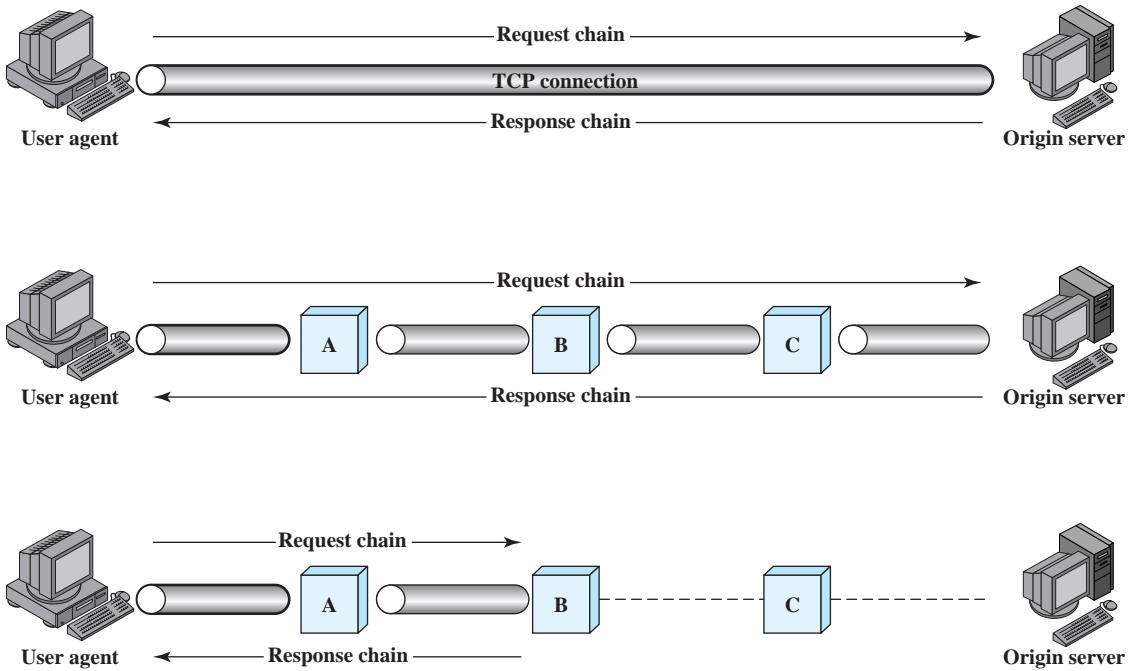 Request chain
TCP connection
Response chain
User agent
Origin server
Request chain
A
B
C
Response chain
User agent
Origin server
Request chain
A
B
C
Response chain
User agent
Origin server